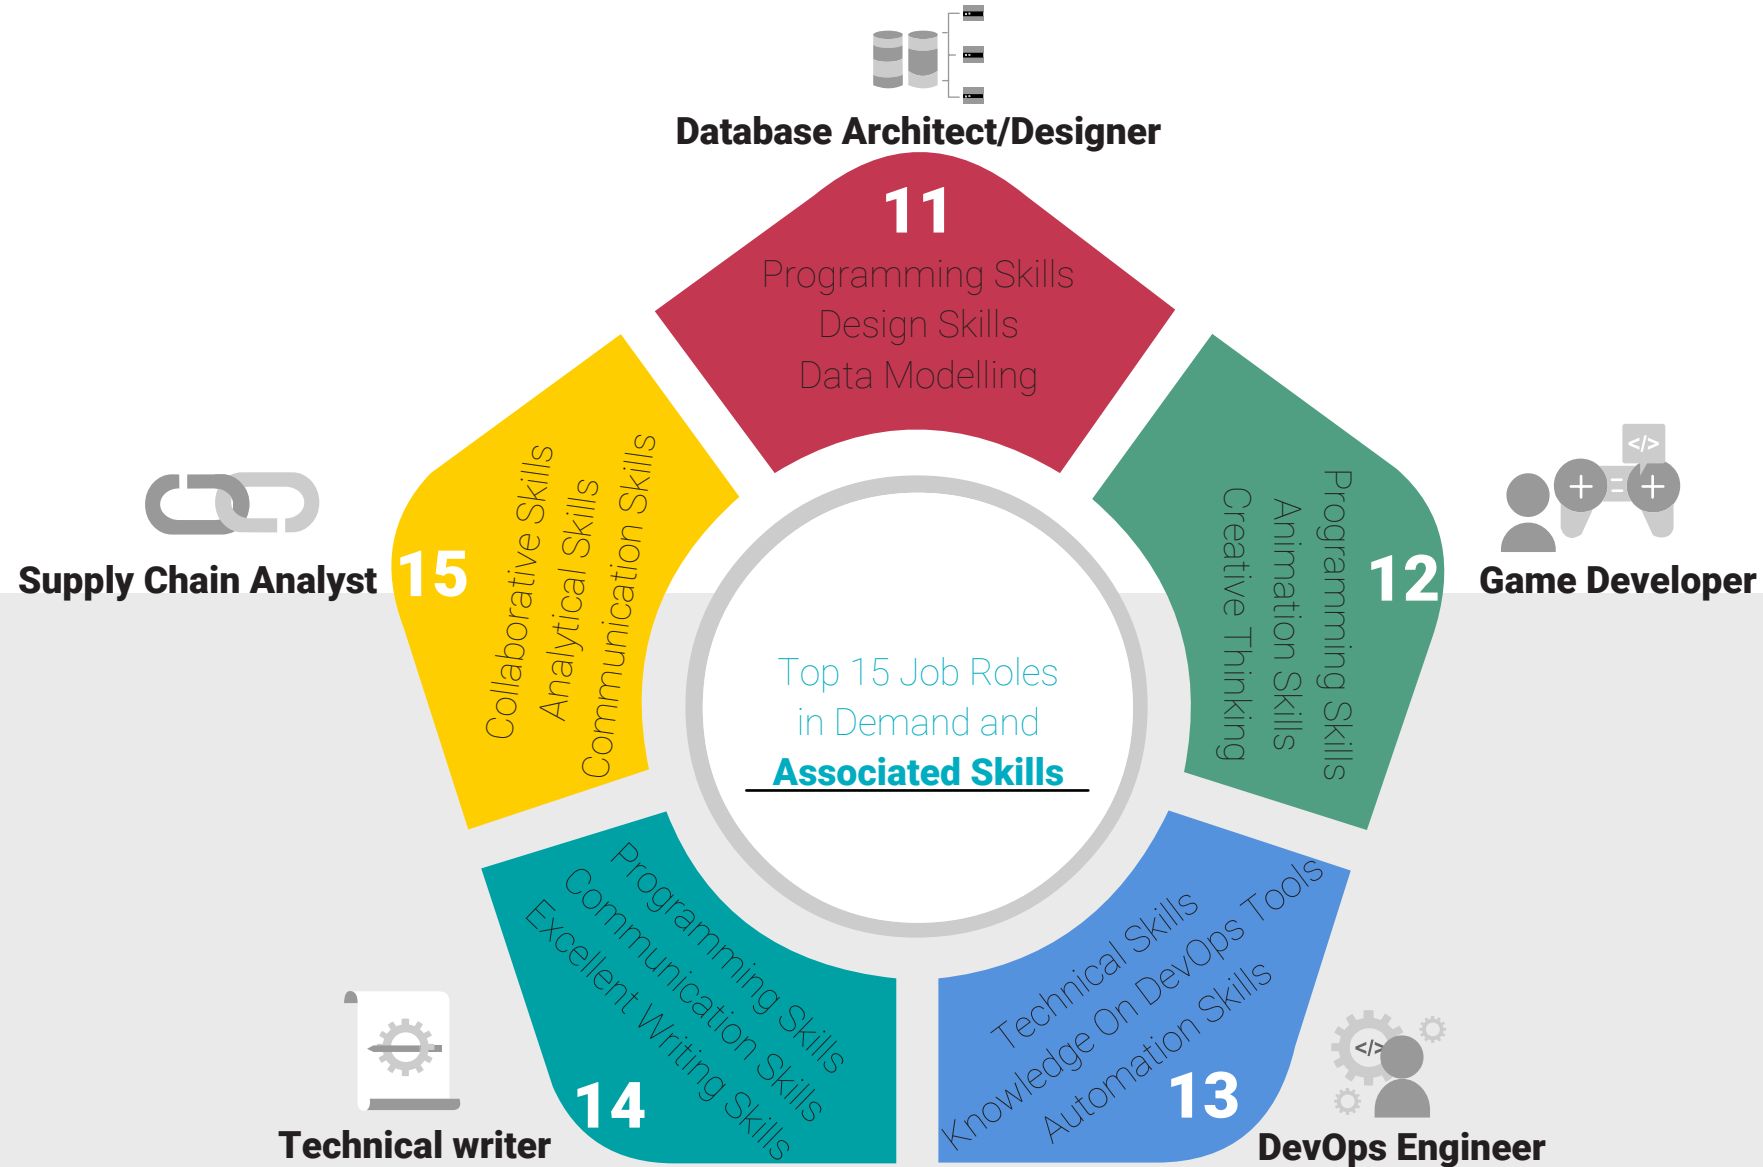 Database Architect/Designer
11
Programming Skills
Design Skills
Data Modelling
</>
Game Developer
12
Programming Skills
Animation Skills
Creative Thinking
Supply Chain Analyst
15
Collaborative Skills
Analytical Skills
Communication Skills
Top 15 Job Roles
in Demand and
Associated Skills
Technical Skills
Knowledge On DevOps Tools
Automation Skills
13
</>
DevOps Engineer
Programming Skills
Communication Skills
Excellent Writing Skills
14
Technical writer